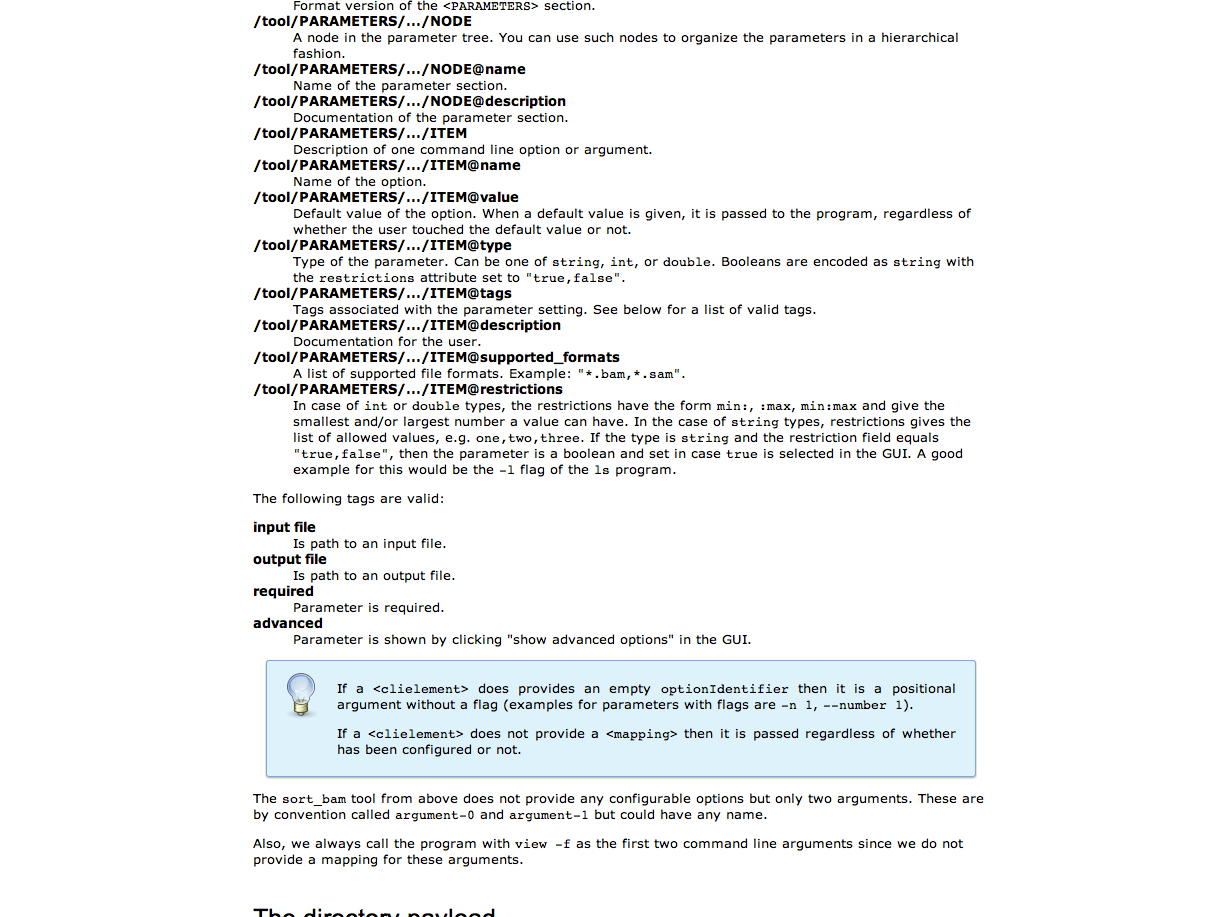 Format version of the <PARAMETERS> section.
/tool/PARAMETERS/.../NODE
A node in the parameter tree. You can use such nodes to organize the parameters in a hierarchical
fashion.
/tool/PARAMETERS/.../NODE@name
Name of the parameter section.
/tool/PARAMETERS/.../NODE@description
Documentation of the parameter section.
/tool/PARAMETERS/.../ITEM
Description of one command line option or argument.
/tool/PARAMETERS/.../ITEM@name
Name of the option.
/tool/PARAMETERS/.../ITEM@value
Default value of the option. When a default value is given, it is passed to the program, regardless of
whether the user touched the default value or not.
/tool/PARAMETERS/.../ITEM@type
Type of the parameter. Can be one of string, int, or double. Booleans are encoded as string with
the restrictions attribute set to "true,false".
/tool/PARAMETERS/.../ITEM@tags
Tags associated with the parameter setting. See below for a list of valid tags.
/tool/PARAMETERS/.../ITEM@description
Documentation for the user.
/tool/PARAMETERS/.../ITEM@supported_formats
A list of supported file formats. Example: "*.bam,*.sam".
/tool/PARAMETERS/.../ITEM@restrictions
In case of int or double types, the restrictions have the form min:, :max, min:max and give the
smallest and/or largest number a value can have. In the case of string types, restrictions gives the
list of allowed values, e.g. one,two,three. If the type is string and the restriction field equals
"true,false", then the parameter is a boolean and set in case true is selected in the GUI. A good
example for this would be the -l flag of the ls program.
The following tags are valid:
input file
Is path to an input file.
output file
Is path to an output file.
required
Parameter is required.
advanced
Parameter is shown by clicking "show advanced options" in the GUI.
If a <clielement> does provides an empty optionIdentifier then it is a positional
argument without a flag (examples for parameters with flags are -n 1, --number 1).
If a <clielement> does not provide a <mapping> then it is passed regardless of whether
has been configured or not.
The sort_bam tool from above does not provide any configurable options but only two arguments. These are
by convention called argument-0 and argument-1 but could have any name.
Also, we always call the program with view -f as the first two command line arguments since we do not
provide a mapping for these arguments.
The directory payload